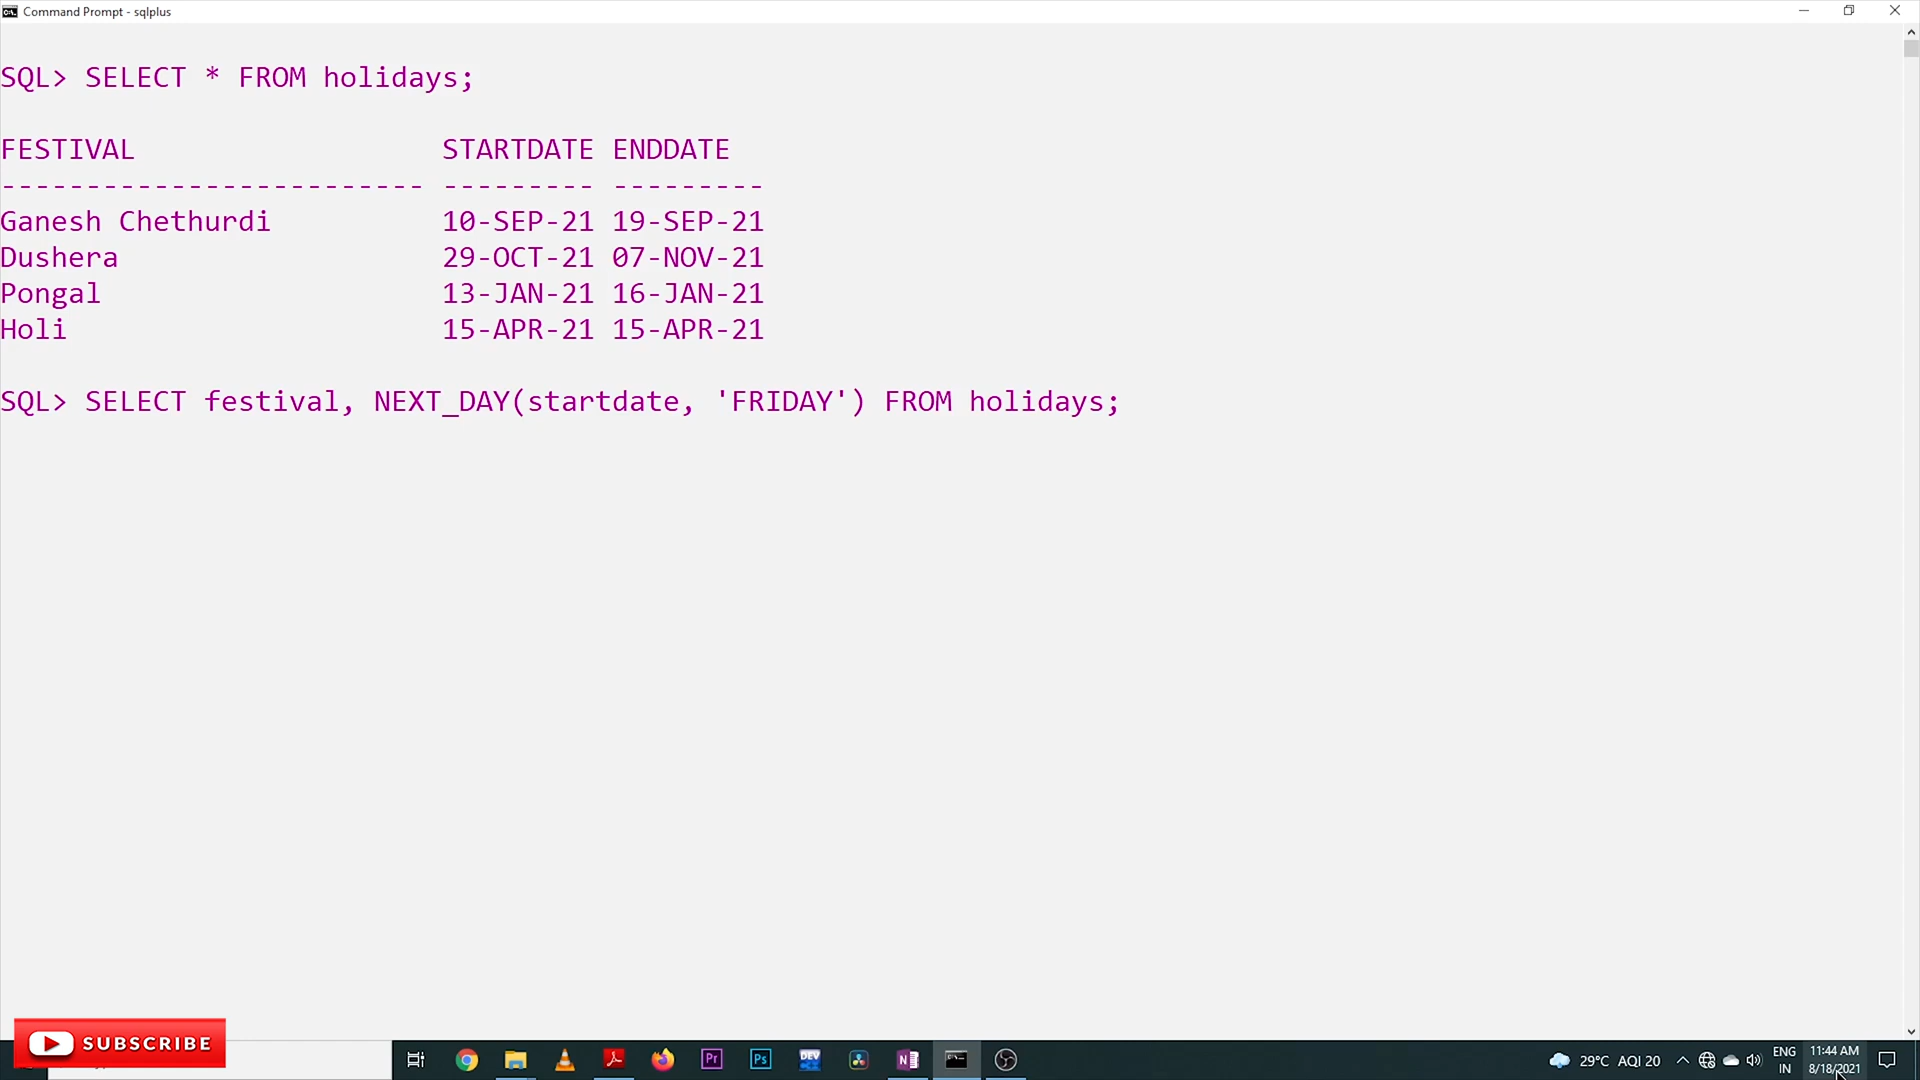 Command Prompt - sqlplus
SQL> SELECT * FROM holidays;
FESTIVAL STARTDATE ENDDATE
------------------------- --------- ---------
Ganesh Chethurdi 10-SEP-21 19-SEP-21
Dushera 29-OCT-21 07-NOV-21
Pongal 13-JAN-21 16-JAN-21
Holi 15-APR-21 15-APR-21
SQL> SELECT festival, NEXT_DAY(startdate, 'FRIDAY') FROM holidays;
SUBSCRIBE
Pr
Ps
DEV
N
29°C AQI 20
ENG
IN
11:44 AM
8/18/2021